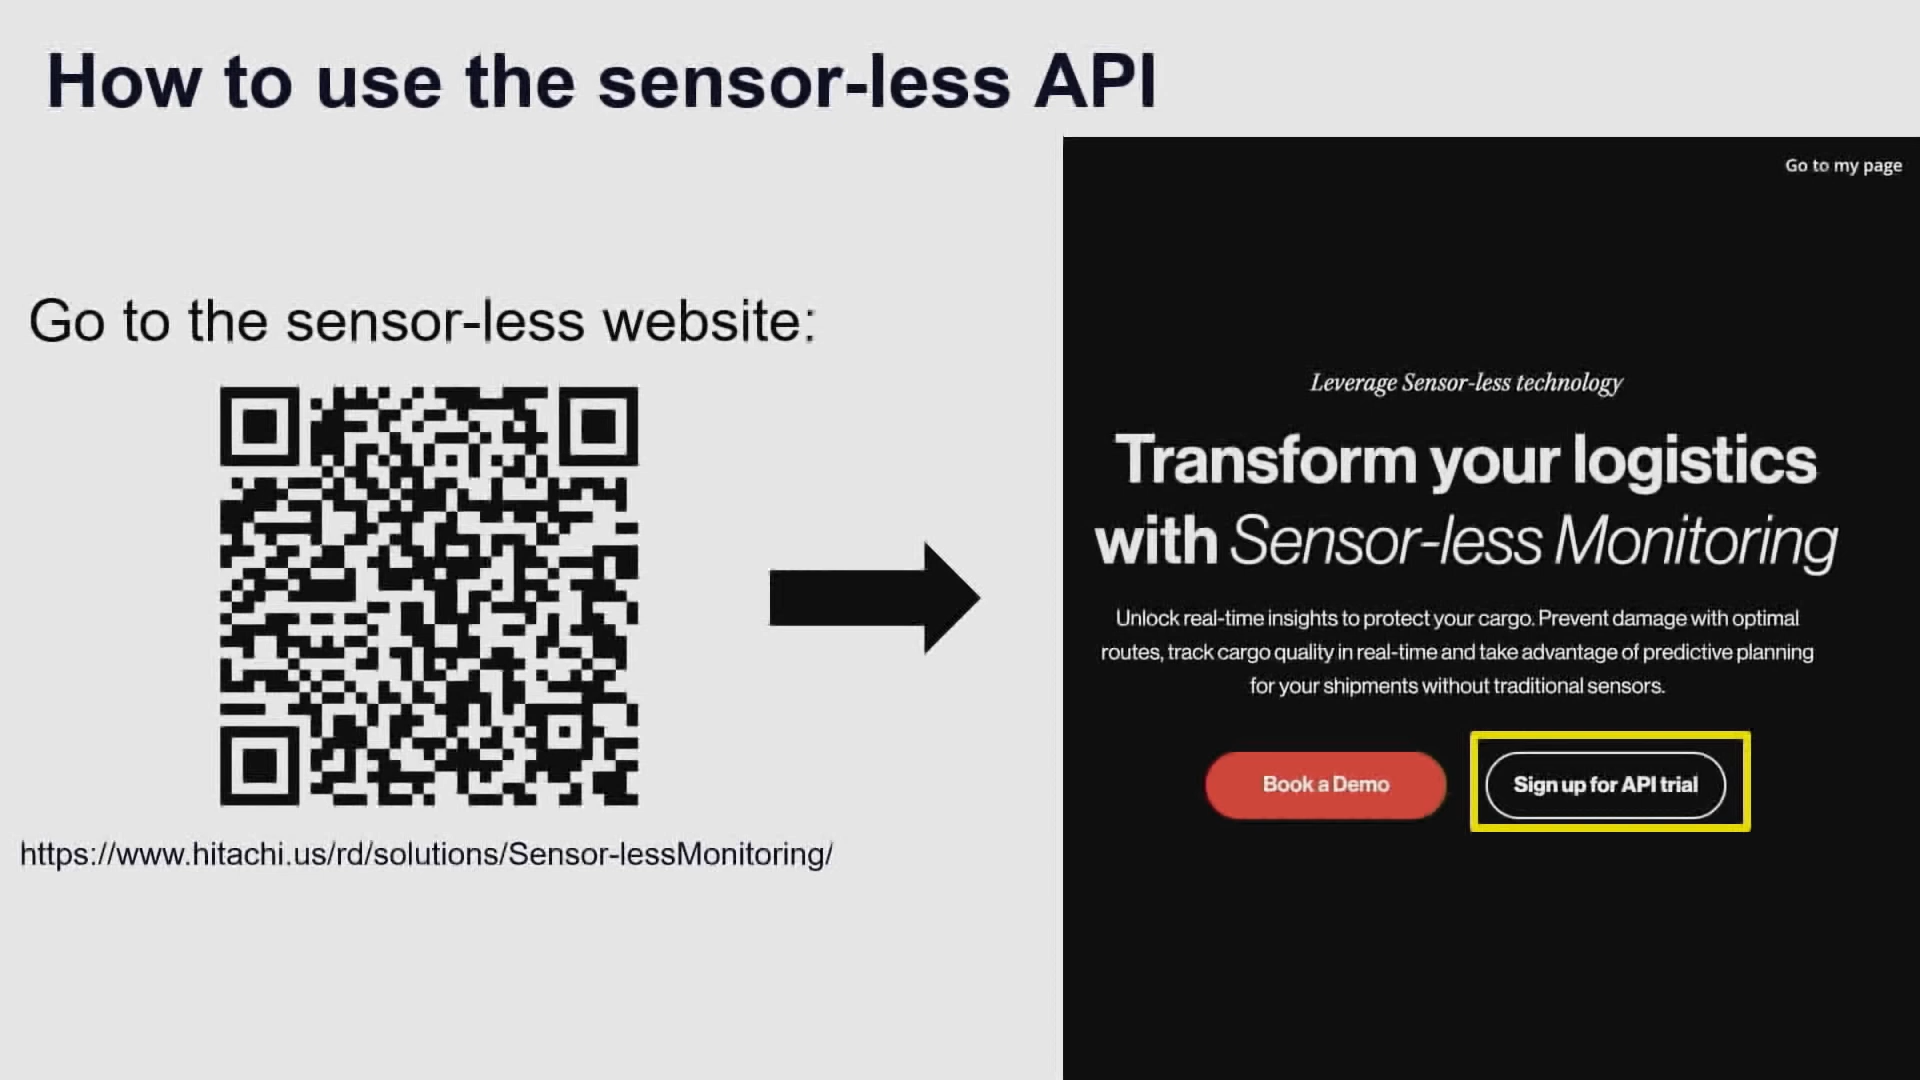 How to use the sensor-less API
Go to the sensor-less website:
https://www.hitachi.us/rd/solutions/Sensor-lessMonitoring/
Go to my page
Leverage Sensor-less technology
Transform your logistics
with Sensor-less Monitoring
Unlock real-time insights to protect your cargo. Prevent damage with optimal
routes, track cargo quality in real-time and take advantage of predictive planning
for your shipments without traditional sensors.
Book a Demo
Sign up for API trial